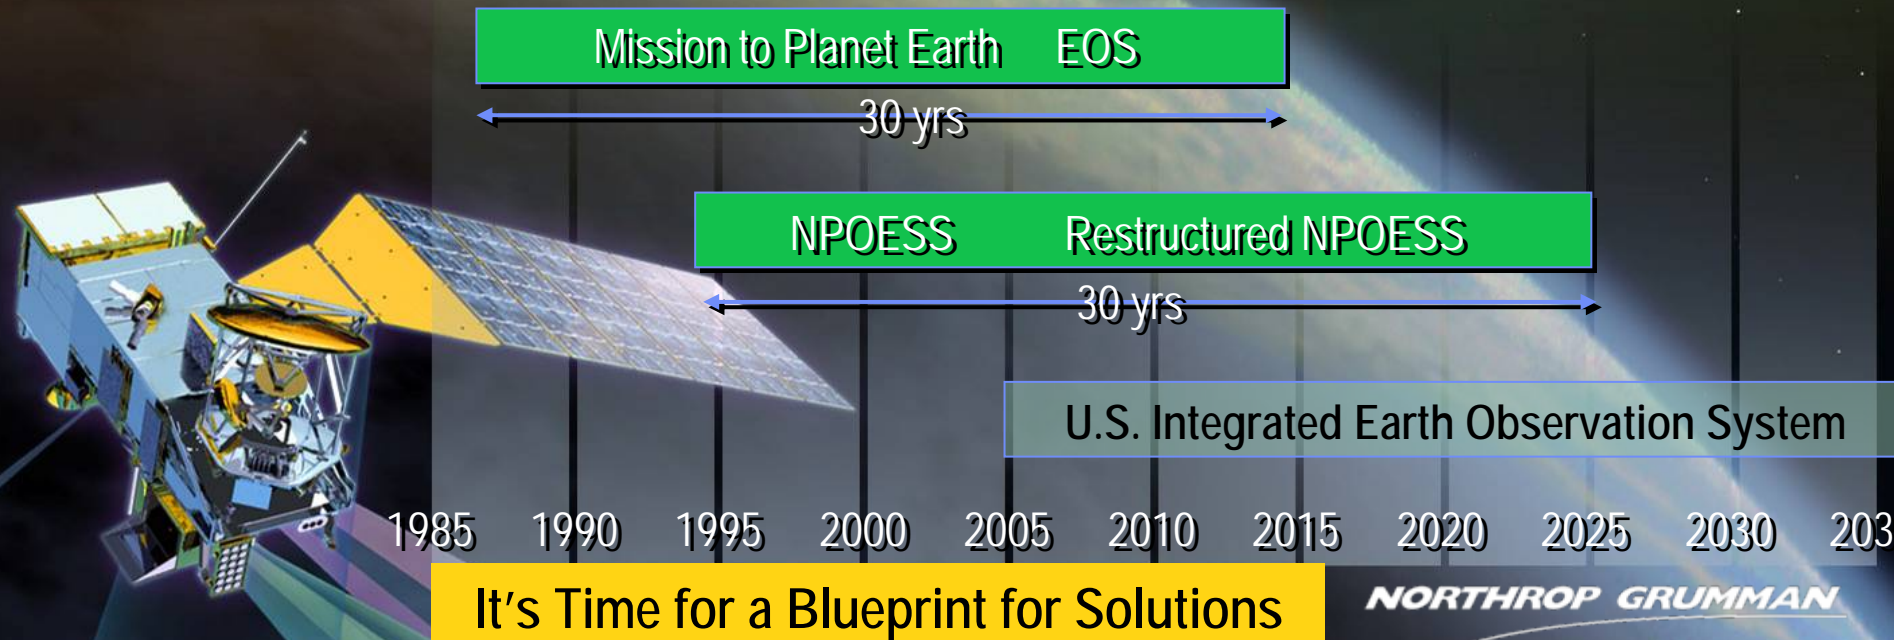 Mission to Planet Earth EOS
30 yrs
NPOESS Restructured NPOESS
30 yrs
U.S. Integrated Earth Observation System
1985 1990 1995 2000 2005 2010 2015 2020 2025 2030 203
It's Time for a Blueprint for Solutions
NORTHROP GRUMMAN